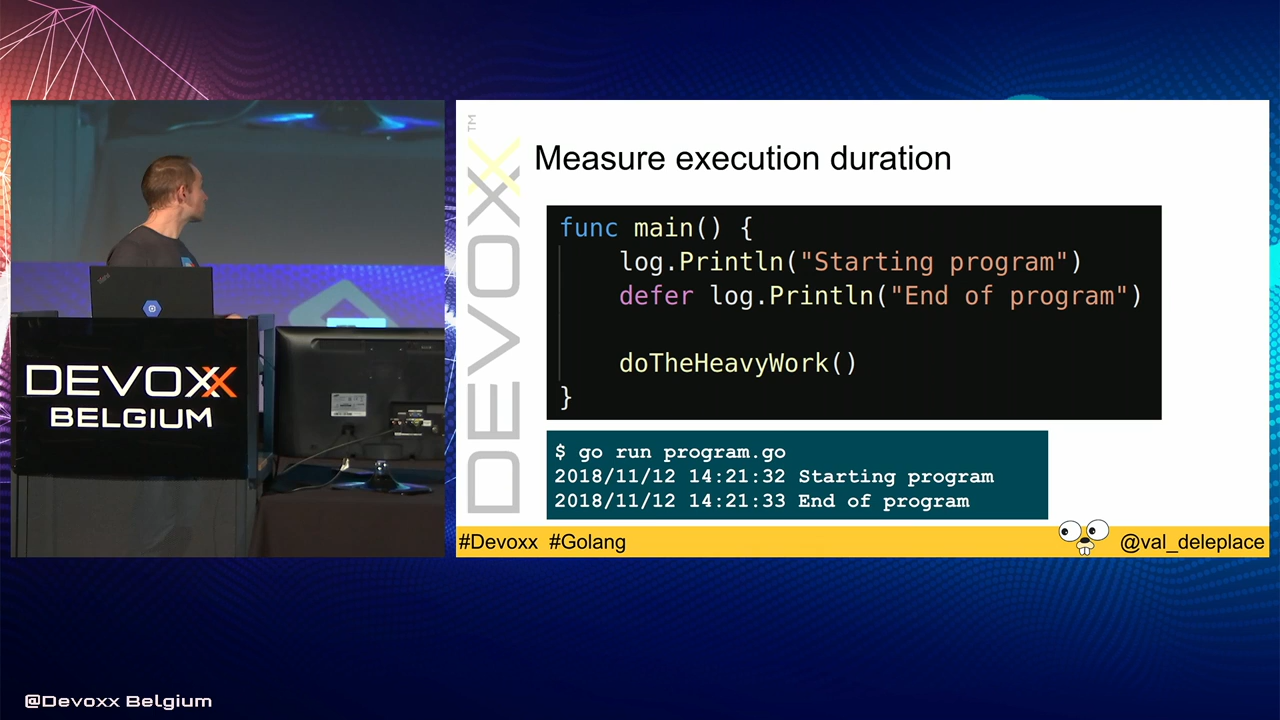 DEVOXX
BELGIUM
DEVOXX™
Measure execution duration
func main() {
    log.Println("Starting program")
    defer log.Println("End of program")
    doTheHeavyWork()
}
$ go run program.go
2018/11/12 14:21:32 Starting program
2018/11/12 14:21:33 End of program
#Devoxx #Golang
@val_deleplace
@Devoxx Belgium